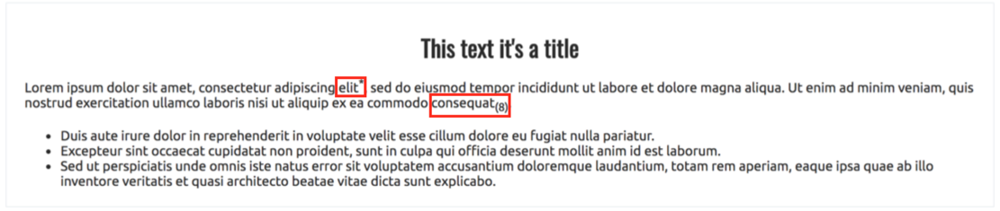 This text it's a title
Lorem ipsum dolor sit amet, consectetur adipiscing elit* sed do eiusmod tempor incididunt ut labore et dolore magna aliqua. Ut enim ad minim veniam, quis
nostrud exercitation ullamco laboris nisi ut aliquip ex ea commodo consequat(8)
• Duis aute irure dolor in reprehenderit in voluptate velit esse cillum dolore eu fugiat nulla pariatur.
• Excepteur sint occaecat cupidatat non proident, sunt in culpa qui officia deserunt mollit anim id est laborum.
• Sed ut perspiciatis unde omnis iste natus error sit voluptatem accusantium doloremque laudantium, totam rem aperiam, eaque ipsa quae ab illo
inventore veritatis et quasi architecto beatae vitae dicta sunt explicabo.